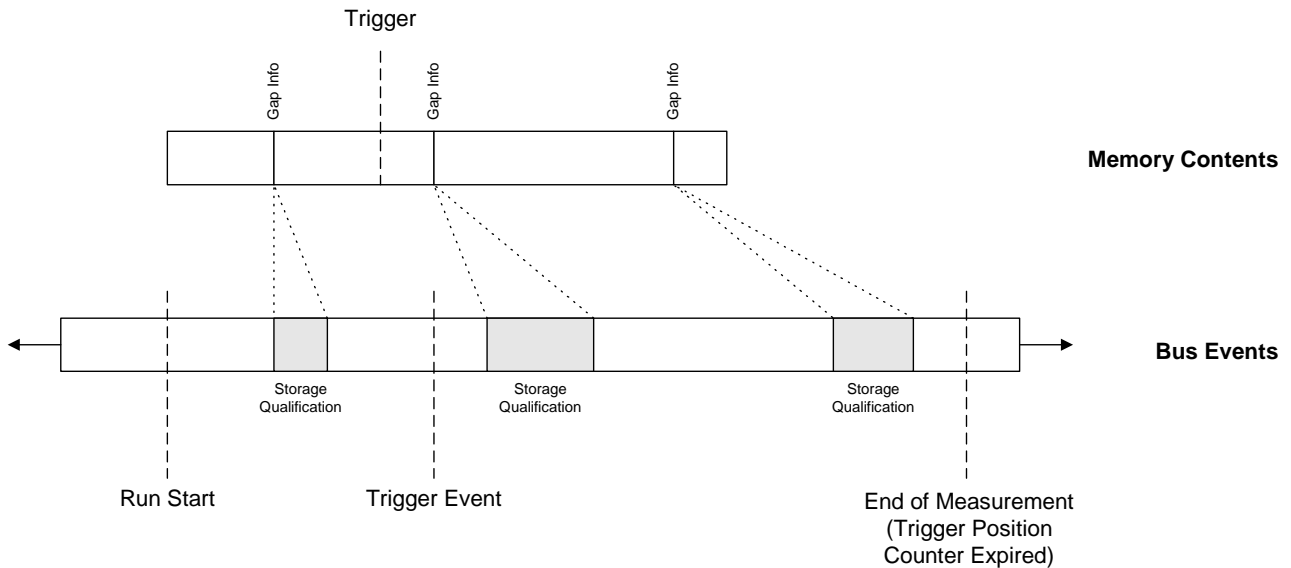 Trigger
Gap Info
Gap Info
Gap Info
Memory Contents
Bus Events
Storage
Qualification
Storage
Qualification
Storage
Qualification
Run Start
Trigger Event
End of Measurement
(Trigger Position
Counter Expired)